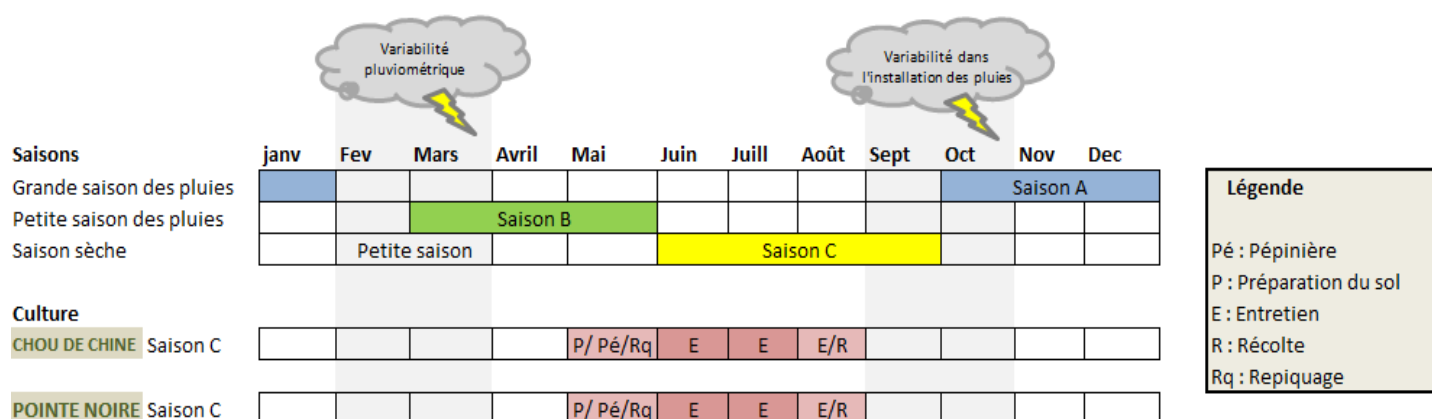 Variabilité
pluviométrique
Variabilité dans
l'installation des pluies
Saisons janv Fev Mars Avril Mai Juin Juill Août Sept Oct Nov Dec
Grande saison des pluies Saison A
Petite saison des pluies Saison B
Saison sèche Petite saison Saison C
Culture
CHOU DE CHINE Saison C P/ Pé/Rq E E E/R
POINTE NOIRE Saison C P/ Pé/Rq E E E/R
Légende
Pé : Pépinière
P : Préparation du sol
E : Entretien
R : Récolte
Rq : Repiquage